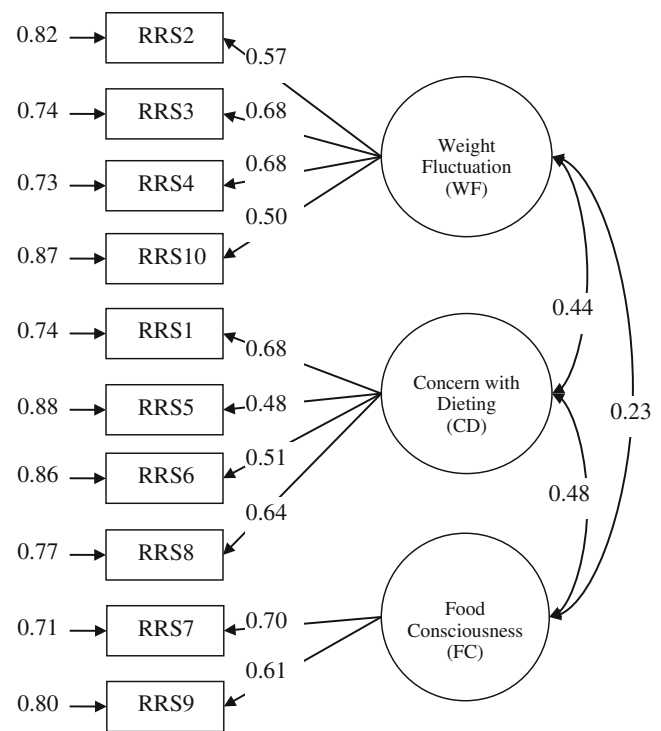 0.82
RRS2
0.57
0.74
RRS3
0.68
0.73
RRS4
0.68
0.87
RRS10
0.50
0.74
RRS1
0.68
0.88
RRS5
0.48
0.86
RRS6
0.51
0.77
RRS8
0.64
0.71
RRS7
0.70
0.80
RRS9
0.61
Weight
Fluctuation
(WF)
Concern with
Dieting
(CD)
Food
Consciousness
(FC)
0.44
0.23
0.48